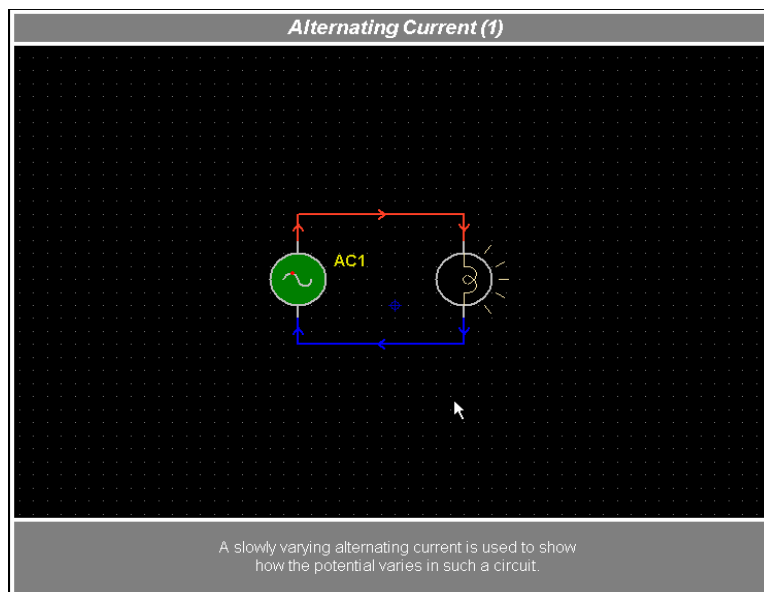 Alternating Current (1)
AC1
A slowly varying alternating current is used to show
how the potential varies in such a circuit.